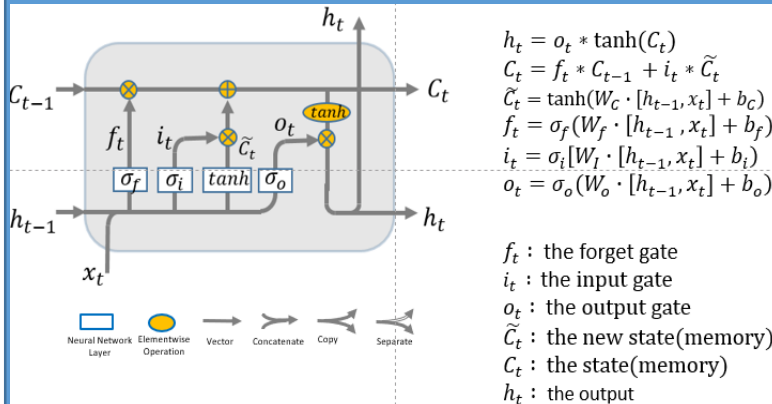 h_t
C_{t-1}
C_t
tanh
f_t
i_t
C̃_t
o_t
σ_f
σ_i
tanh
σ_o
h_{t-1}
h_t
x_t
Neural Network
Layer
Elementwise
Operation
Vector
Concatenate
Copy
Separate
h_t = o_t * tanh(C_t)
C_t = f_t * C_{t-1} + i_t * C̃_t
C̃_t = tanh(W_C · [h_{t-1}, x_t] + b_C)
f_t = σ_f(W_f · [h_{t-1} , x_t] + b_f)
i_t = σ_i[W_I · [h_{t-1}, x_t] + b_i)
o_t = σ_o(W_o · [h_{t-1}, x_t] + b_o)
f_t : the forget gate
i_t : the input gate
o_t : the output gate
C̃_t : the new state(memory)
C_t : the state(memory)
h_t : the output